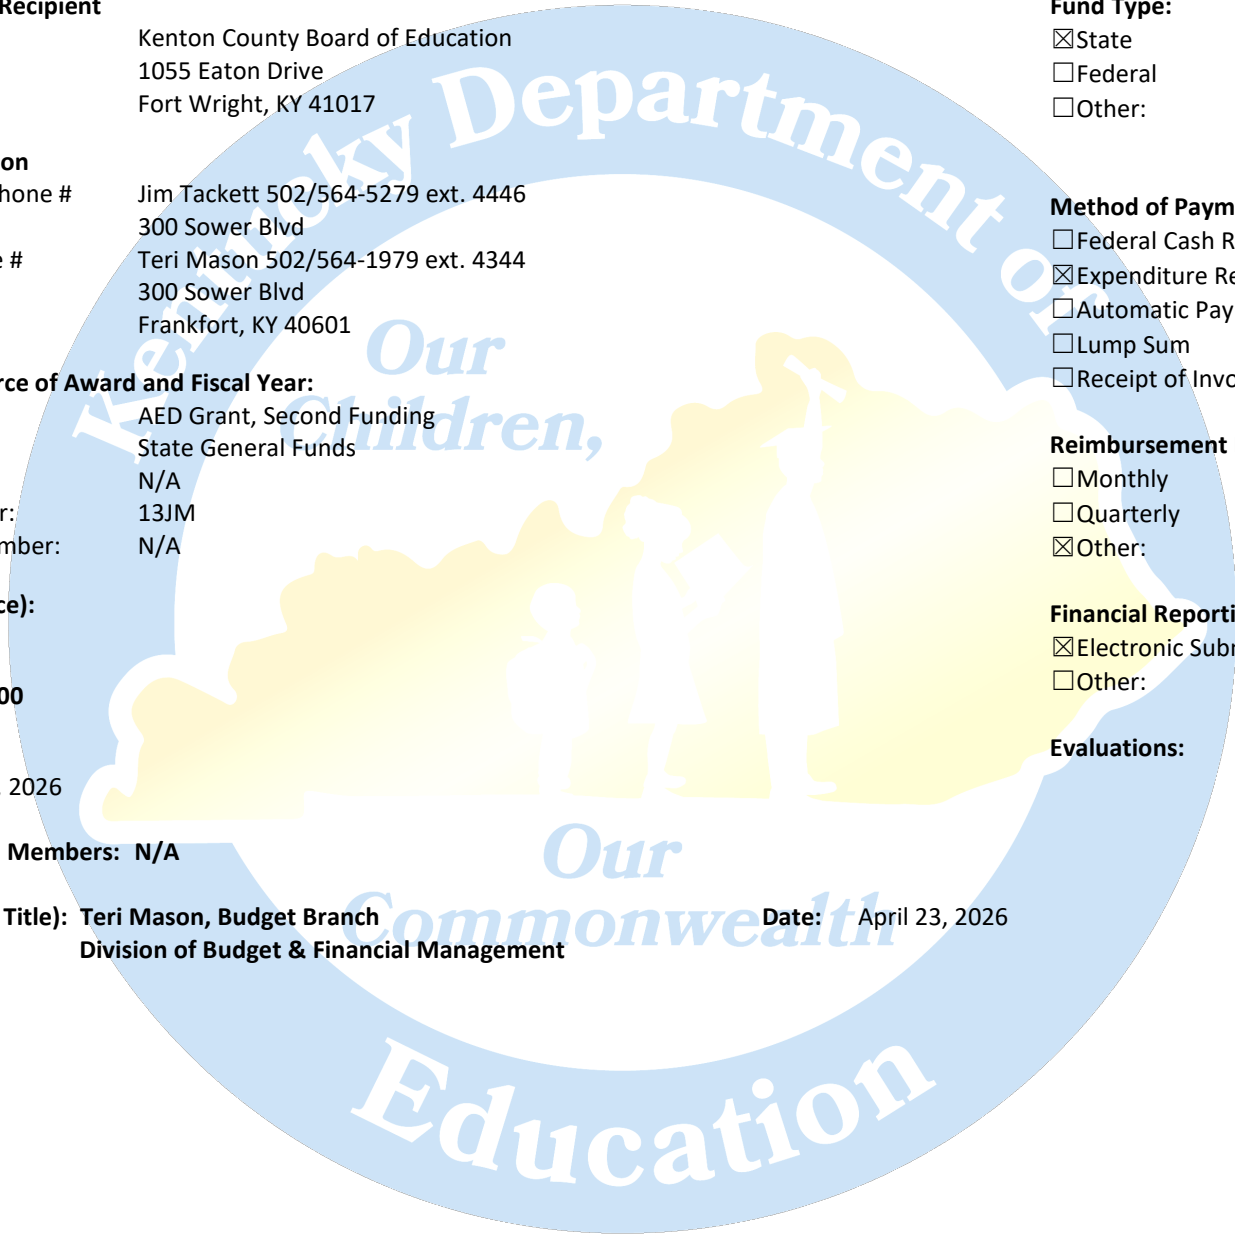 Recipient
Kenton County Board of Education
1055 Eaton Drive
Fort Wright, KY 41017
on
hone # Jim Tackett 502/564-5279 ext. 4446
300 Sower Blvd
e # Teri Mason 502/564-1979 ext. 4344
300 Sower Blvd
Frankfort, KY 40601
rce of Award and Fiscal Year:
AED Grant, Second Funding
State General Funds
N/A
r: 13JM
mber: N/A
ce):
00
, 2026
Members: N/A
Title): Teri Mason, Budget Branch Date: April 23, 2026
Division of Budget & Financial Management
Fund Type:
☒State
☐Federal
☐Other:
Method of Paym
☐Federal Cash R
☒Expenditure Re
☐Automatic Pay
☐Lump Sum
☐Receipt of Invo
Reimbursement
☐Monthly
☐Quarterly
☒Other:
Financial Reporti
☒Electronic Subr
☐Other:
Evaluations:
Kentucky Department of
Education
Our
Children,
Our
Commonwealth